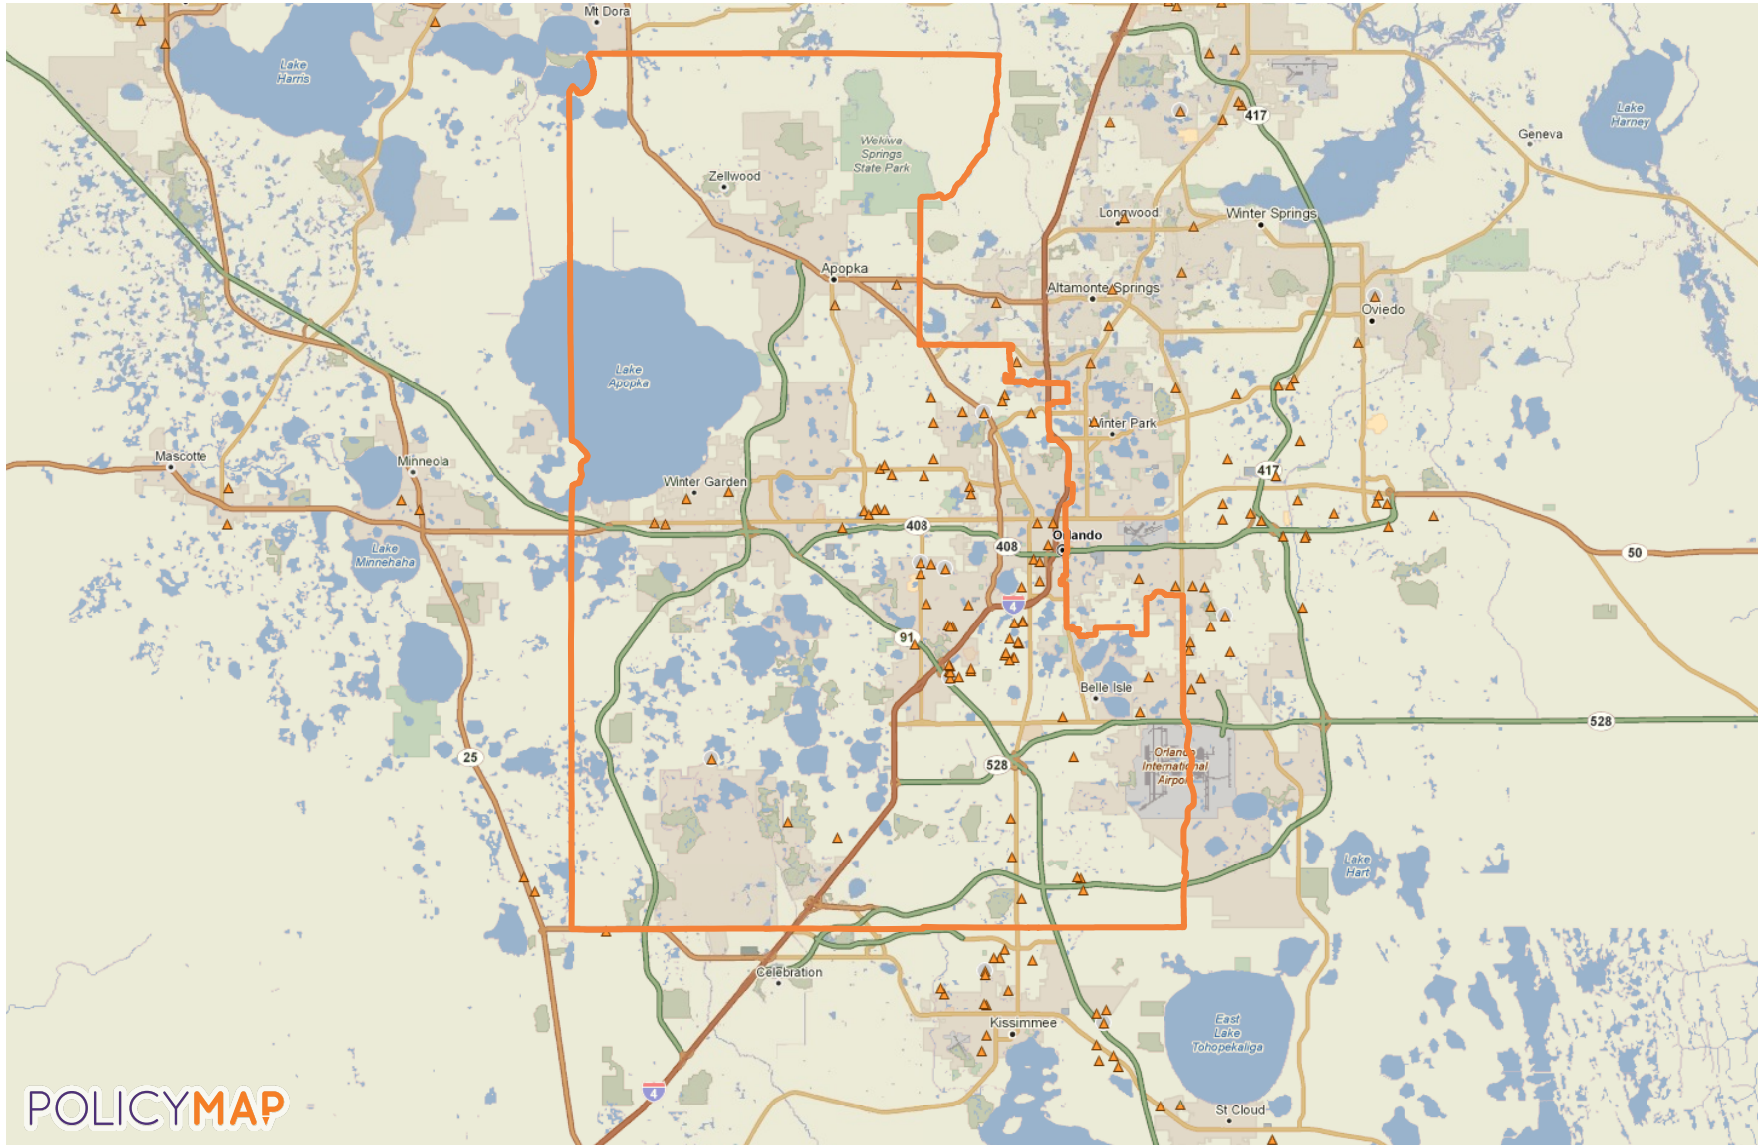 Mt Dora
Lake
Harris
417
Lake
Harney
Geneva
Wekiwa
Springs
State Park
Zellwood
Longwood
Winter Springs
Apopka
Altamonte Springs
Oviedo
Lake
Apopka
Winter Park
Mascotte
Minneola
417
Winter Garden
408
Orlando
408
50
Lake
Minnehaha
4
91
Belle Isle
528
25
528
Orlando
International
Airport
Lake
Hart
Celebration
Kissimmee
East
Lake
Tohopekaliga
4
St Cloud
POLICYMAP